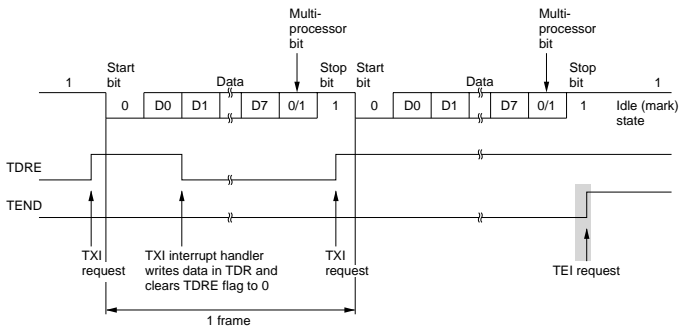 Multi-
processor
bit
Multi-
processor
bit
1
Start
bit
Data
Stop
bit
Start
bit
Data
Stop
bit
1
0 D0 D1 D7 0/1 1 0 D0 D1 D7 0/1 1 Idle (mark)
state
TDRE
TEND
TXI
request
TXI interrupt handler
writes data in TDR and
clears TDRE flag to 0
TXI
request
TEI request
1 frame